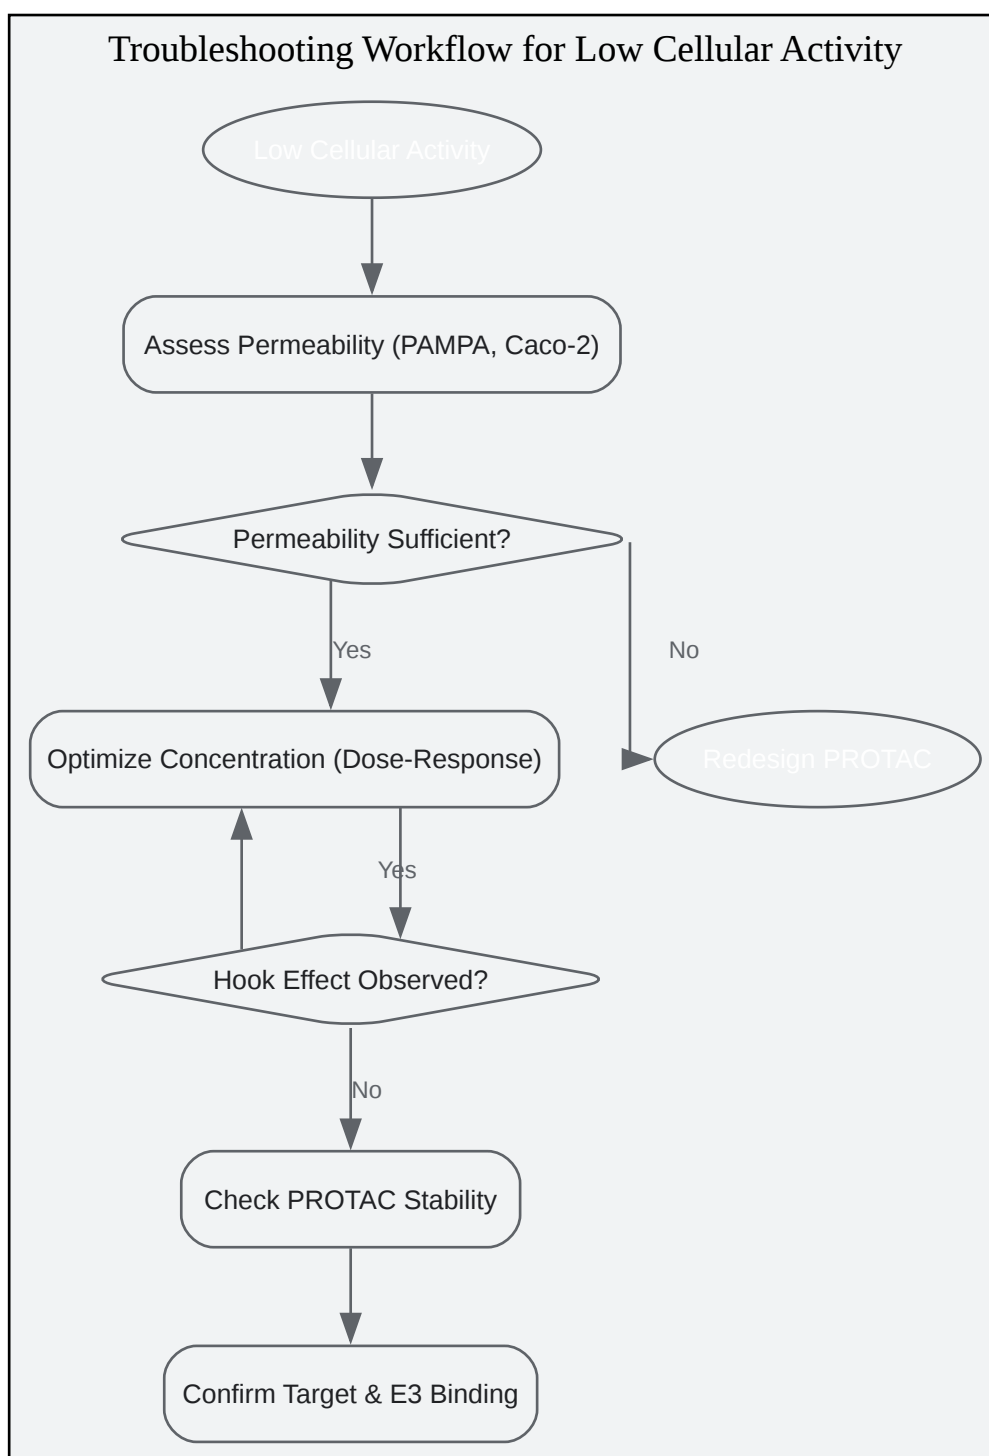 Troubleshooting Workflow for Low Cellular Activity
Low Cellular Activity
Assess Permeability (PAMPA, Caco-2)
Permeability Sufficient?
Yes
No
Optimize Concentration (Dose-Response)
Redesign PROTAC
Yes
Hook Effect Observed?
No
Check PROTAC Stability
Confirm Target & E3 Binding